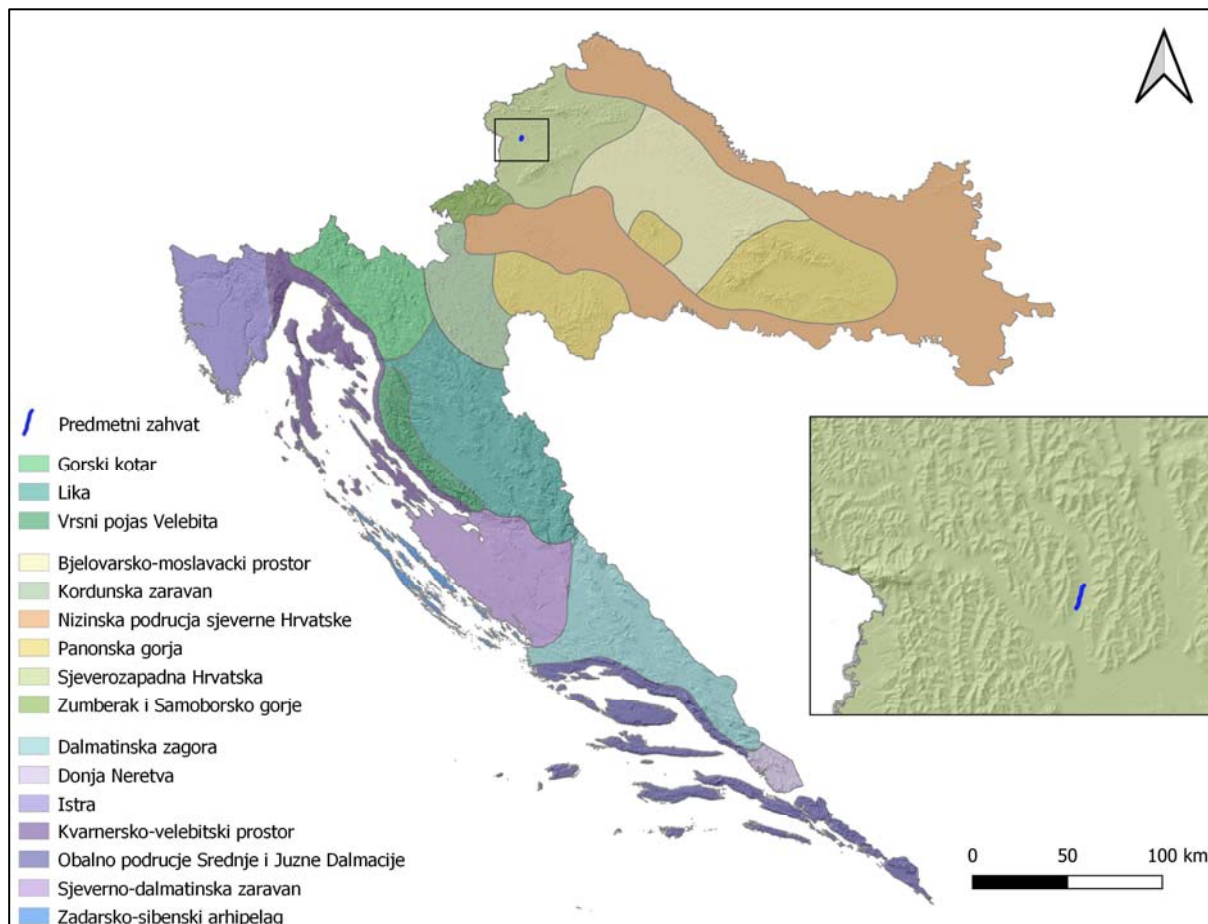 Predmetni zahvat
Gorski kotar
Lika
Vrsni pojas Velebita
Bjelovarsko-moslavacki prostor
Kordunska zaravan
Nizinska podrucja sjeverne Hrvatske
Panonska gorja
Sjeverozapadna Hrvatska
Zumberak i Samoborsko gorje
Dalmatinska zagora
Donja Neretva
Istra
Kvarnersko-velebitski prostor
Obalno podrucje Srednje i Juzne Dalmacije
Sjeverno-dalmatinska zaravan
Zadarsko-sibenski arhipelag
0 50 100 km